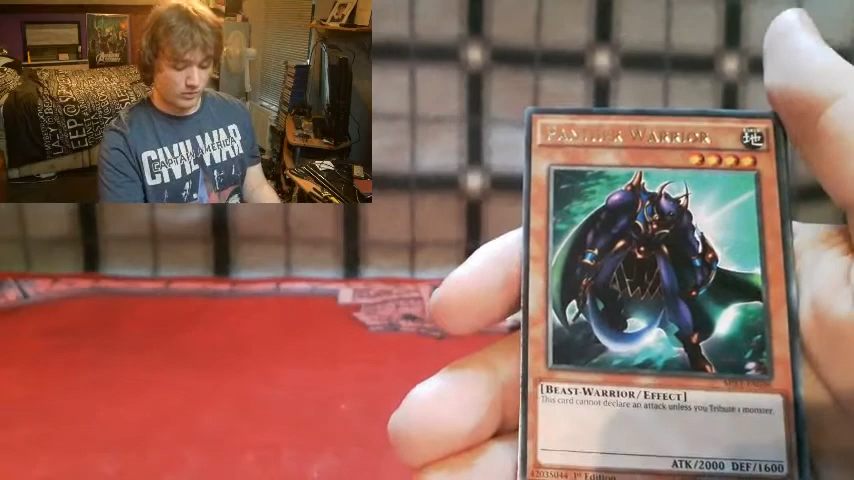 CIVIL WAR
CAPTAIN AMERICA
PANTHER WARRIOR
[BEAST-WARRIOR/EFFECT]
This card cannot declare an attack unless you Tribute 1 monster.
ATK/2000 DEF/1600
42035044 1st Edition